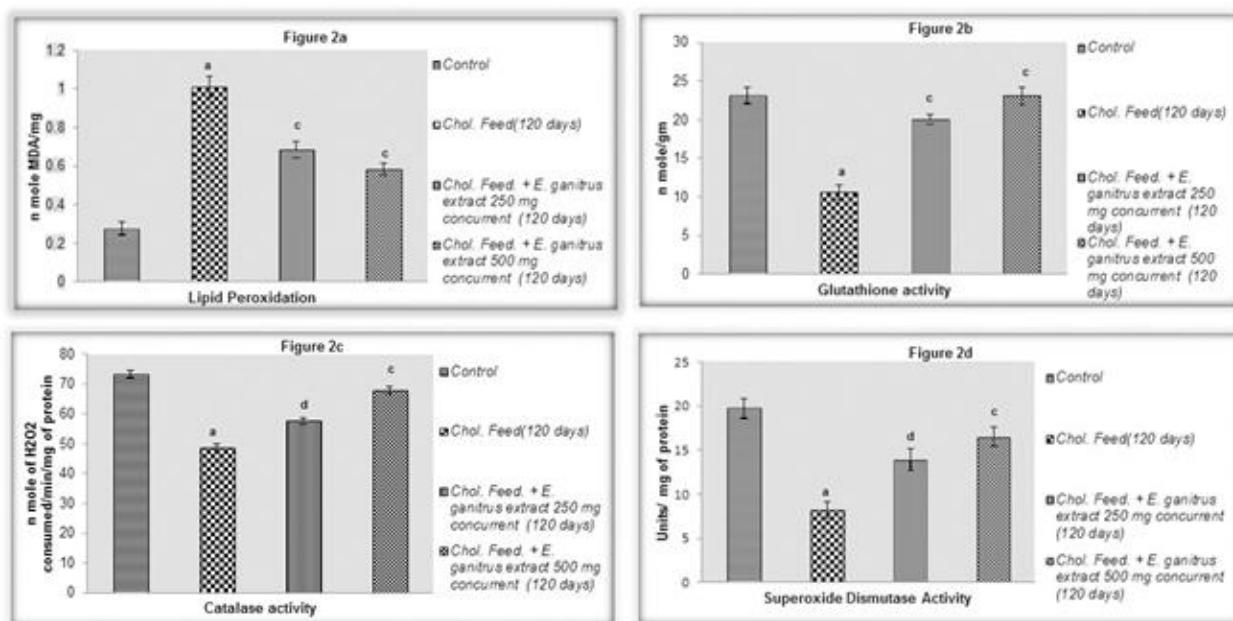 Figure 2a
1.2
1
0.8
0.6
0.4
0.2
0
n mole MDA/mg
a
c
c
Lipid Peroxidation
Control
Chol. Feed(120 days)
Chol. Feed. + E. ganitrus
extract 250 mg
concurrent (120 days)
Chol. Feed + E. ganitrus
extract 500 mg
concurrent (120 days)
Figure 2b
30
25
20
15
10
5
0
n mole/gm
a
c
c
Glutathione activity
Control
Chol. Feed(120 days)
Chol. Feed. + E.
ganitrus extract 250
mg concurrent (120
days)
Chol. Feed + E.
ganitrus extract 500
mg concurrent (120
days)
Figure 2c
80
70
60
50
40
30
20
10
0
n mole of H2O2
consumed/min/mg of protein
a
d
c
Catalase activity
Control
Chol. Feed(120 days)
Chol. Feed. + E.
ganitrus extract 250 mg
concurrent (120 days)
Chol. Feed + E.
ganitrus extract 500 mg
concurrent (120 days)
Figure 2d
25
20
15
10
5
0
Units/ mg of protein
a
d
c
Superoxide Dismutase Activity
Control
Chol. Feed(120 days)
Chol. Feed. + E. ganitrus
extract 250 mg concurrent
(120 days)
Chol. Feed + E. ganitrus
extract 500 mg concurrent
(120 days)